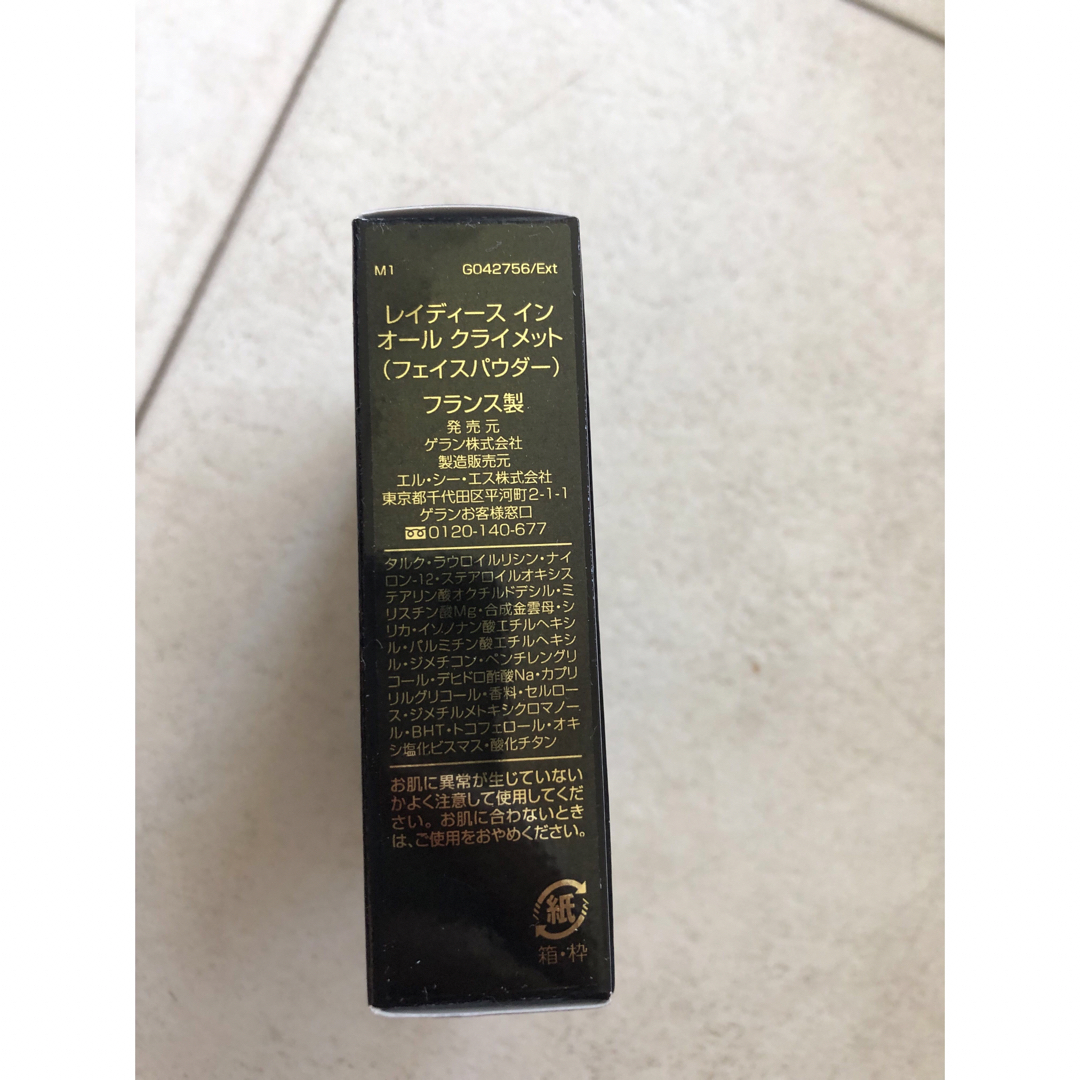 M1 G042756/Ext
レイディース イン
オール クライメット
（フェイスパウダー）
フランス製
発 売 元
ゲラン株式会社
製造販売元
エル・シー・エス株式会社
東京都千代田区平河町2-1-1
ゲランお客様窓口
0120-140-677
タルク・ラウロイルリシン・ナイ
ロン-12・ステアロイルオキシス
テアリン酸オクチルドデシル・ミ
リスチン酸Mg・合成金雲母・シ
リカ・イソノナン酸エチルヘキシ
ル・パルミチン酸エチルヘキシ
ル・ジメチコン・ペンチレングリ
コール・デヒドロ酢酸Na・カプリ
リルグリコール・香料・セルロー
ス・ジメチルメトキシクロマノー
ル・BHT・トコフェロール・オキ
シ塩化ビスマス・酸化チタン
お肌に異常が生じていない
かよく注意して使用してくだ
さい。お肌に合わないとき
は、ご使用をおやめください。
紙
箱・枠